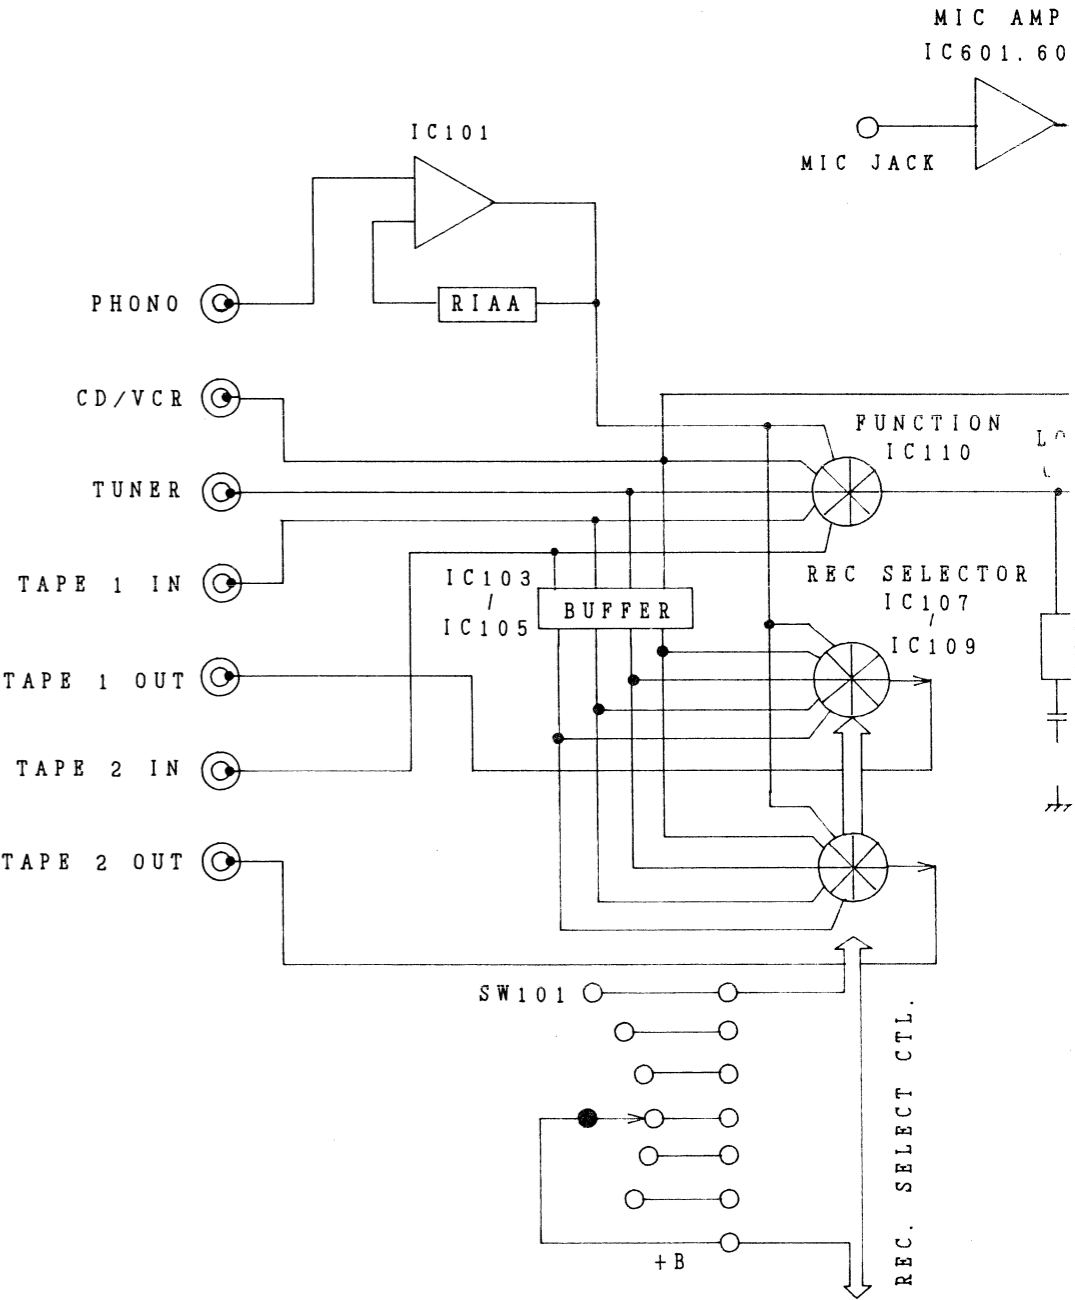 MIC AMP
IC601.60
MIC JACK
IC101
PHONO
RIAA
CD/VCR
FUNCTION
IC110
TUNER
TAPE 1 IN
IC103
/
IC105
BUFFER
REC SELECTOR
IC107
/
IC109
TAPE 1 OUT
TAPE 2 IN
TAPE 2 OUT
SW101
REC. SELECT CTL.
+B